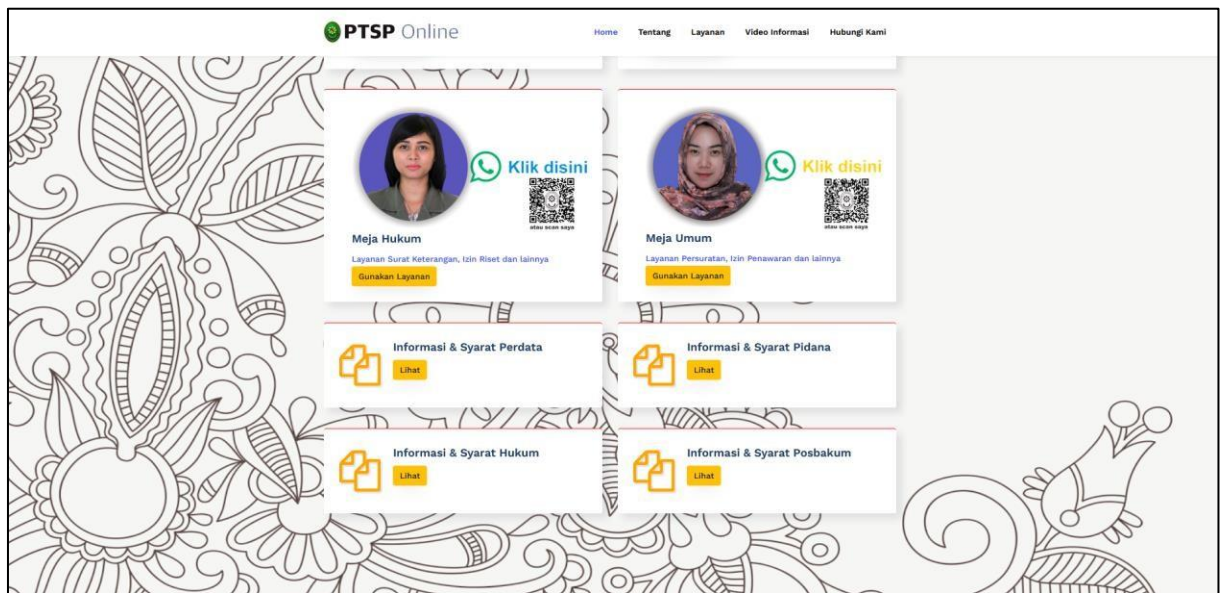 PTSP Online
Home Tentang Layanan Video Informasi Hubungi Kami
Klik disini
atau scan saya
Meja Hukum
Layanan Surat Keterangan, Izin Riset dan lainnya
Gunakan Layanan
Klik disini
atau scan saya
Meja Umum
Layanan Persuratan, Izin Penawaran dan lainnya
Gunakan Layanan
Informasi & Syarat Perdata
Lihat
Informasi & Syarat Pidana
Lihat
Informasi & Syarat Hukum
Lihat
Informasi & Syarat Posbakum
Lihat